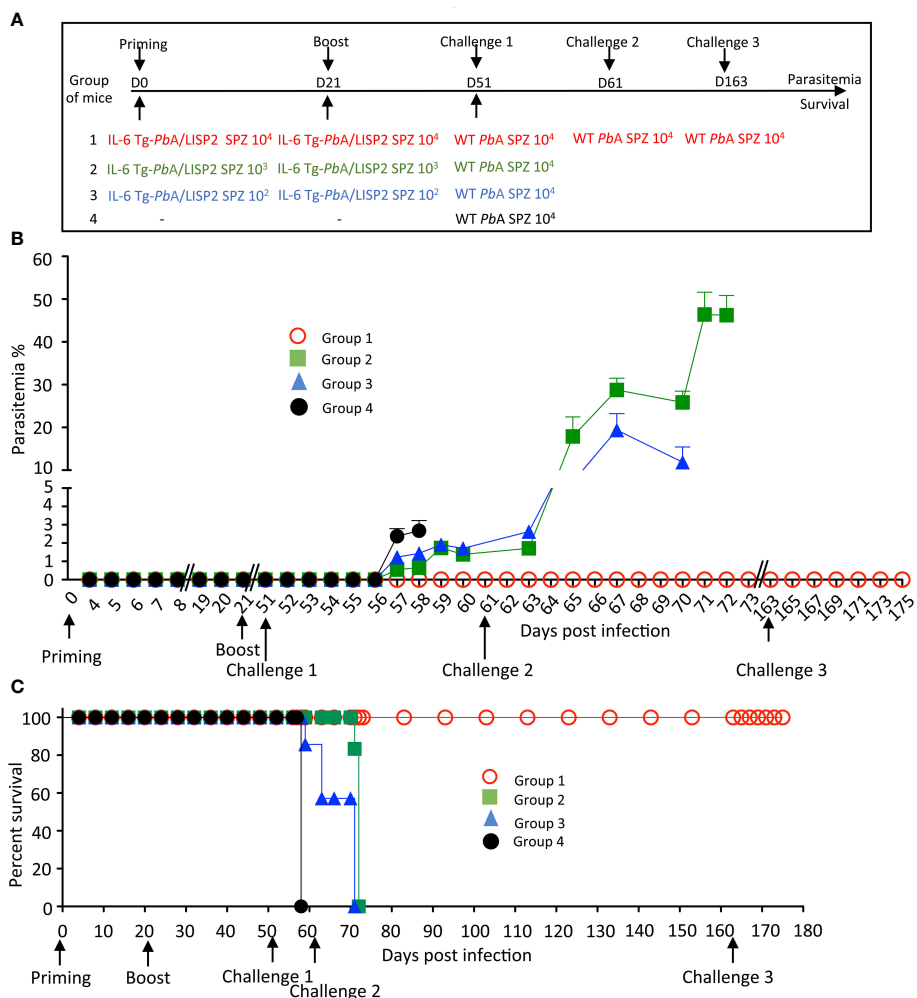 A
Priming Boost Challenge 1 Challenge 2 Challenge 3
Group of mice D0 D21 D51 D61 D163 Parasitemia
Survival
1 IL-6 Tg-PbA/LISP2 SPZ 10⁴ IL-6 Tg-PbA/LISP2 SPZ 10⁴ WT PbA SPZ 10⁴ WT PbA SPZ 10⁴ WT PbA SPZ 10⁴
2 IL-6 Tg-PbA/LISP2 SPZ 10³ IL-6 Tg-PbA/LISP2 SPZ 10³ WT PbA SPZ 10⁴
3 IL-6 Tg-PbA/LISP2 SPZ 10² IL-6 Tg-PbA/LISP2 SPZ 10² WT PbA SPZ 10⁴
4 - - WT PbA SPZ 10⁴
B
Parasitemia %
60
50
40
30
20
10
5
4
3
2
1
0
Group 1
Group 2
Group 3
Group 4
0 4 5 6 7 8 19 20 21 51 52 53 54 55 56 57 58 59 60 61 62 63 64 65 66 67 68 69 70 71 72 73 163 165 167 169 171 173 175
Days post infection
Priming Boost Challenge 1 Challenge 2 Challenge 3
C
Percent survival
100
80
60
40
20
0
Group 1
Group 2
Group 3
Group 4
0 10 20 30 40 50 60 70 80 90 100 110 120 130 140 150 160 170 180
Days post infection
Priming Boost Challenge 1 Challenge 2 Challenge 3